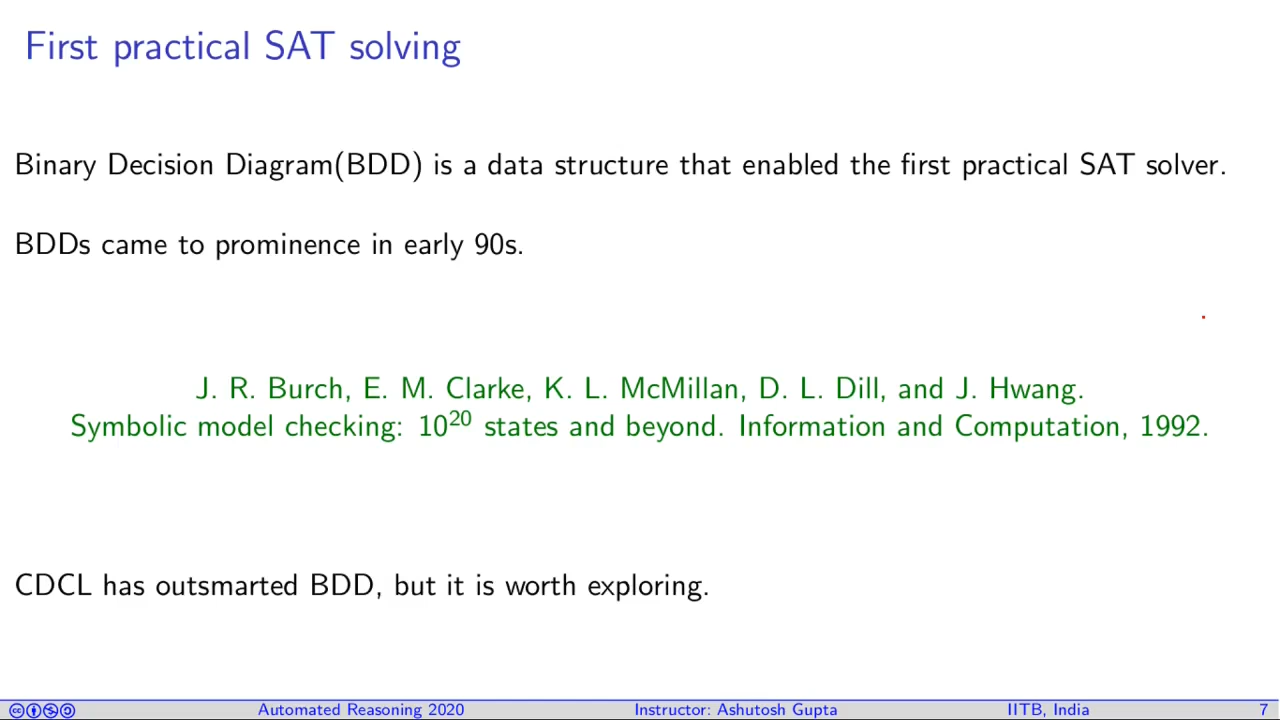 First practical SAT solving
Binary Decision Diagram(BDD) is a data structure that enabled the first practical SAT solver.
BDDs came to prominence in early 90s.
J. R. Burch, E. M. Clarke, K. L. McMillan, D. L. Dill, and J. Hwang.
Symbolic model checking: 10²⁰ states and beyond. Information and Computation, 1992.
CDCL has outsmarted BDD, but it is worth exploring.
Automated Reasoning 2020 Instructor: Ashutosh Gupta IITB, India 7